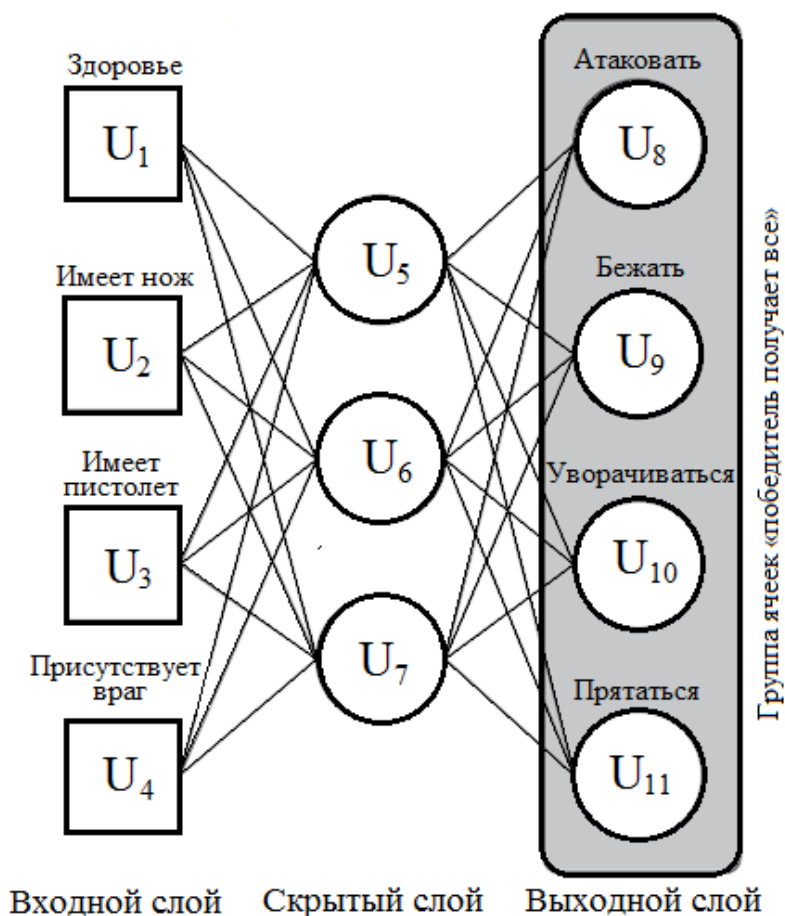 Здоровье
U1
Имеет нож
U2
Имеет
пистолет
U3
Присутствует
враг
U4
Входной слой
U5
U6
U7
Скрытый слой
Атаковать
U8
Бежать
U9
Уворачиваться
U10
Прятаться
U11
Выходной слой
Группа ячеек «победитель получает все»